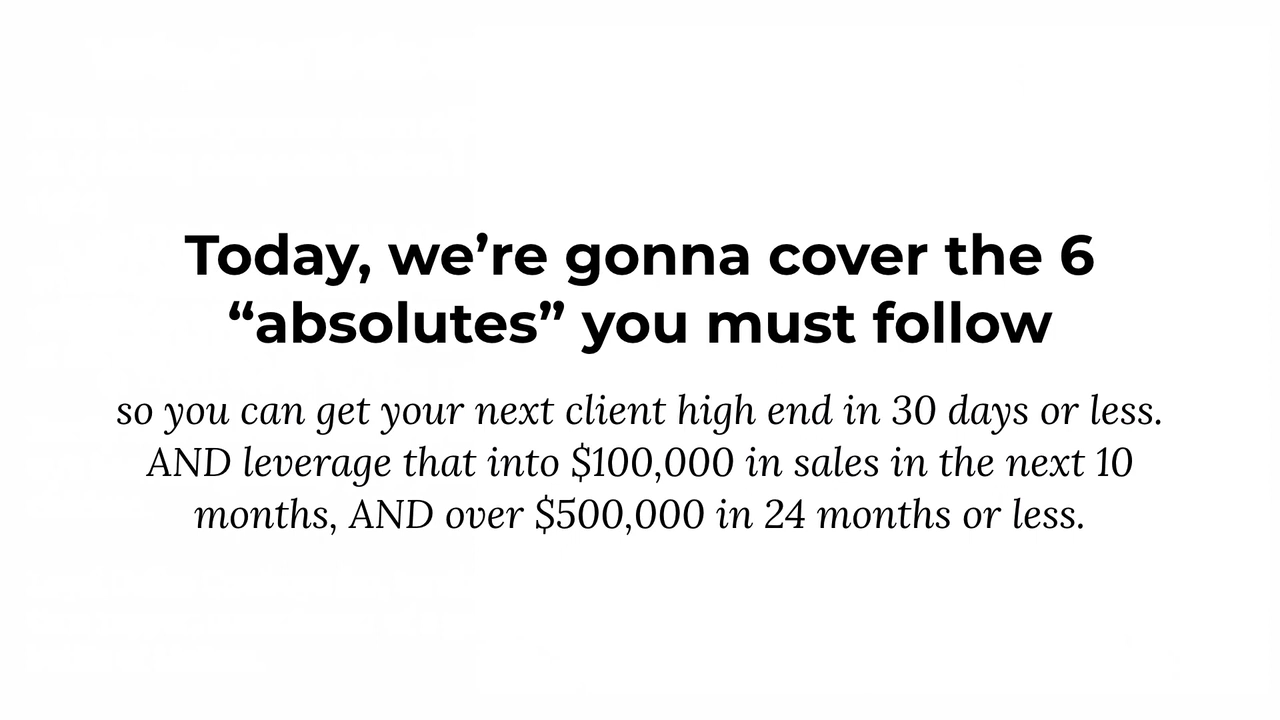 Today, we’re gonna cover the 6
“absolutes” you must follow
so you can get your next client high end in 30 days or less.
AND leverage that into $100,000 in sales in the next 10
months, AND over $500,000 in 24 months or less.